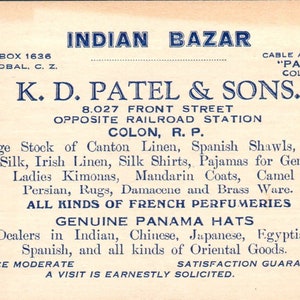 INDIAN BAZAR
BOX 1636
CABLE A
OBAL, C. Z.
"PA
COL
K. D. PATEL & SONS.
8.027 FRONT STREET
OPPOSITE RAILROAD STATION
COLON, R. P.
ge Stock of Canton Linen, Spanish Shawls,
Silk, Irish Linen, Silk Shirts, Pajamas for Gen
Ladies Kimonas, Mandarin Coats, Camel
Persian, Rugs, Damacene and Brass Ware.
ALL KINDS OF FRENCH PERFUMERIES
GENUINE PANAMA HATS
Dealers in Indian, Chinese, Japanese, Egyptia
Spanish, and all kinds of Oriental Goods.
CE MODERATE
SATISFACTION GUARA
A VISIT IS EARNESTLY SOLICITED.